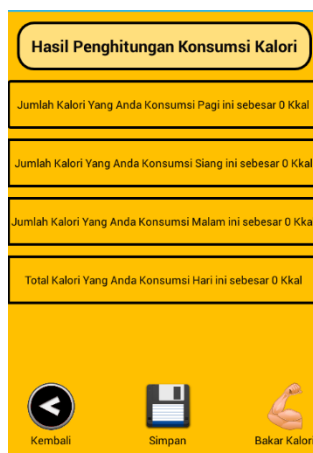 Hasil Penghitungan Konsumsi Kalori
Jumlah Kalori Yang Anda Konsumsi Pagi ini sebesar 0 Kkal
Jumlah Kalori Yang Anda Konsumsi Siang ini sebesar 0 Kkal
Jumlah Kalori Yang Anda Konsumsi Malam ini sebesar 0 Kka
Total Kalori Yang Anda Konsumsi Hari ini sebesar 0 Kkal
Kembali Simpan Bakar Kalori